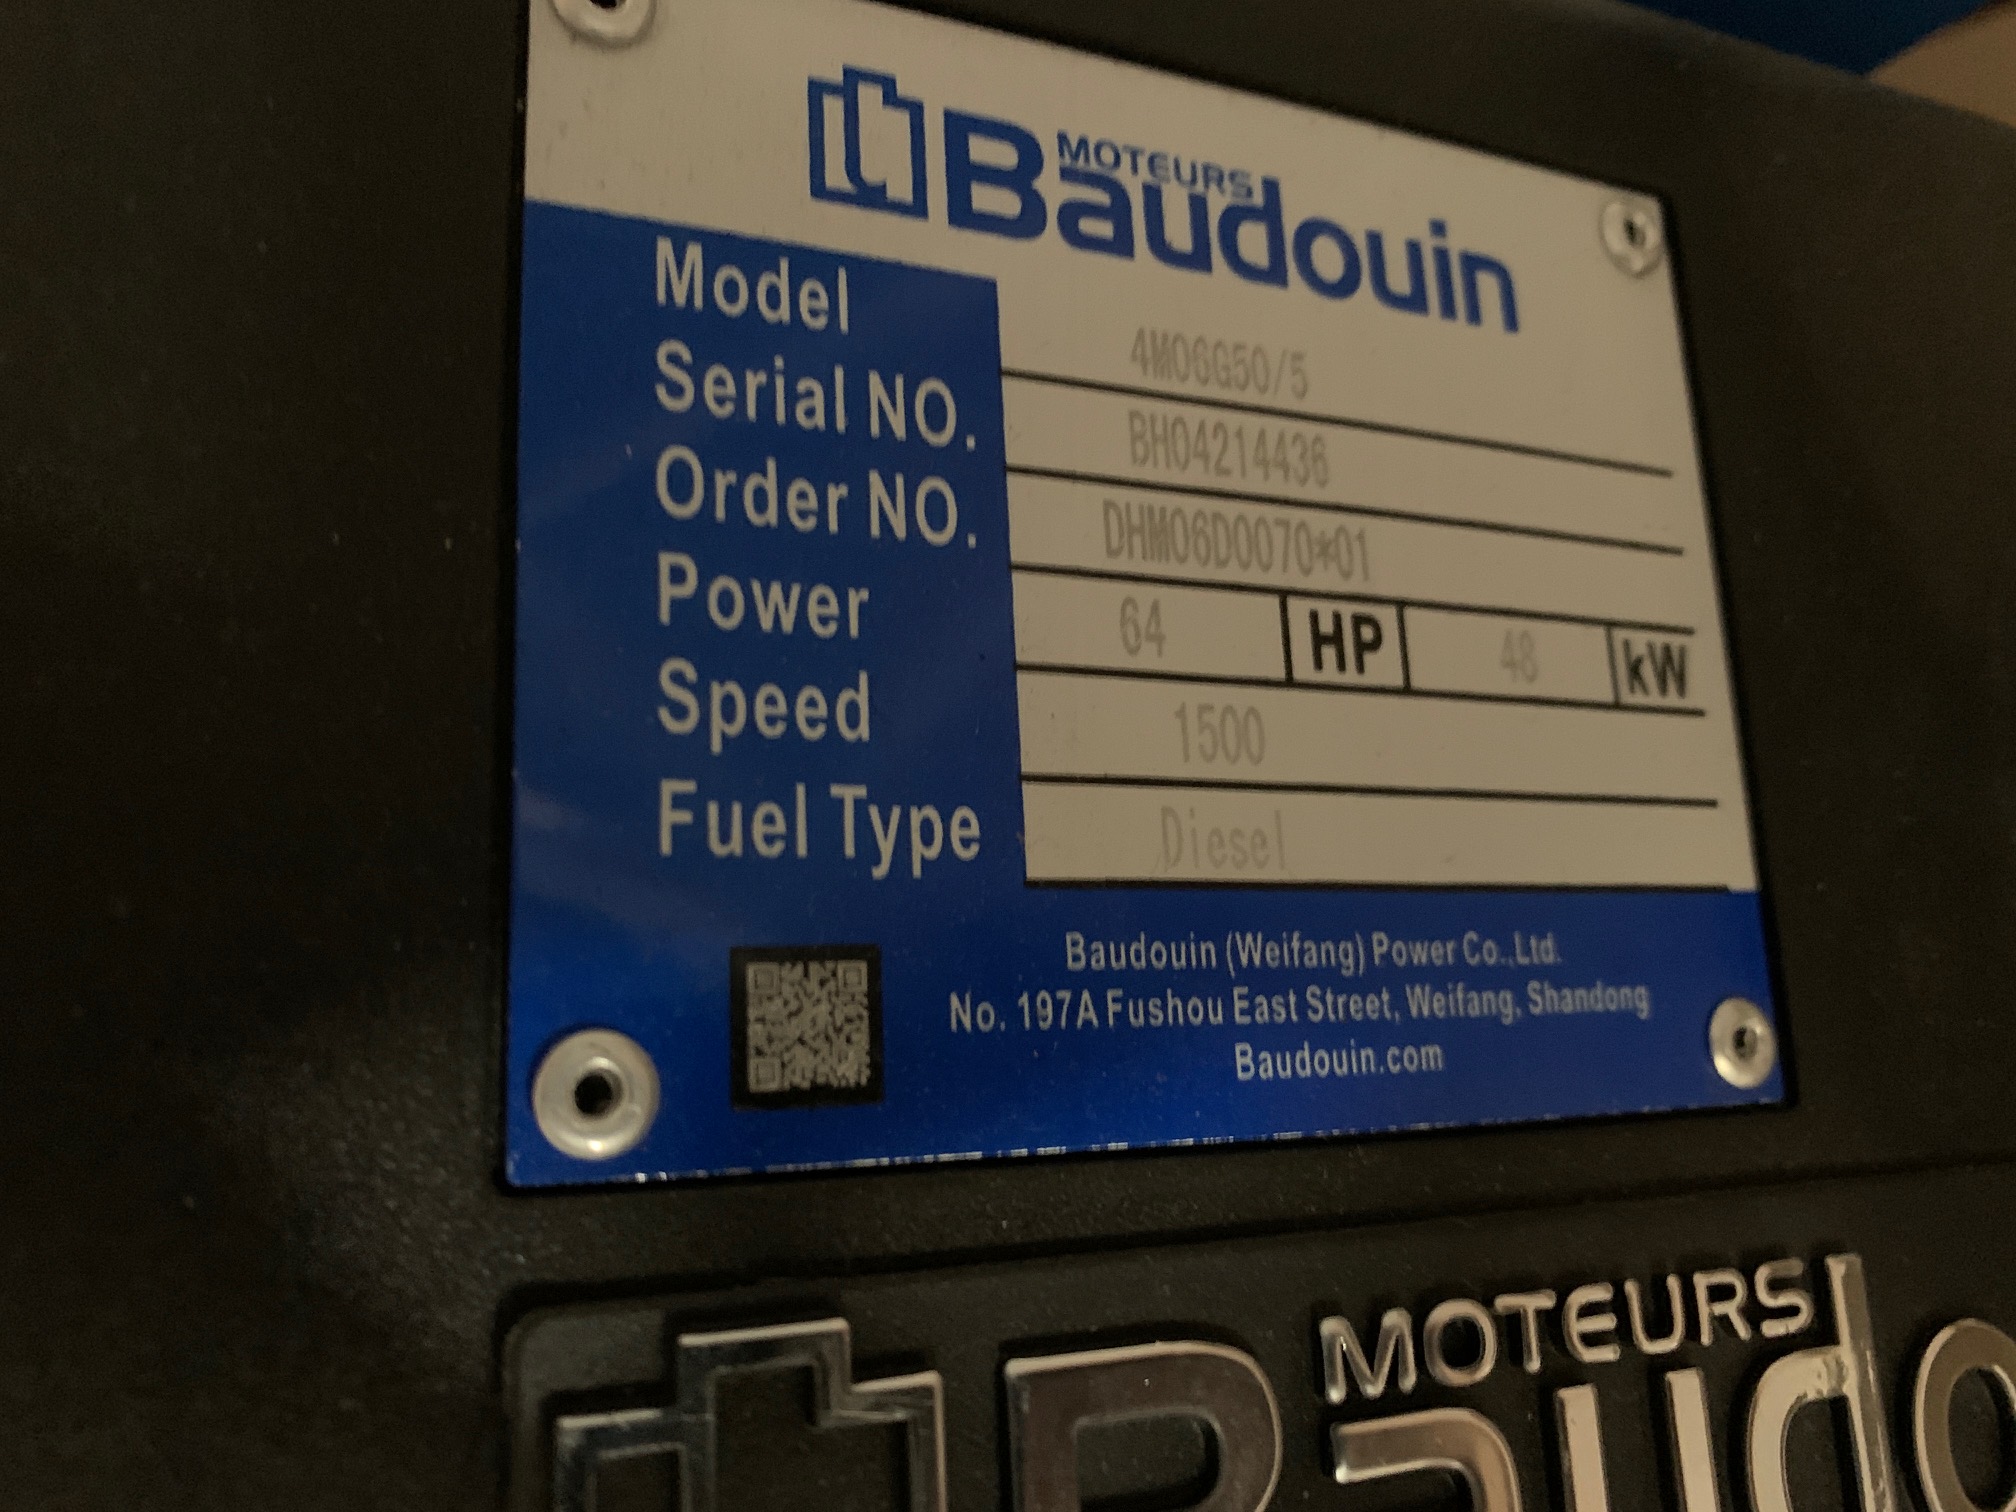 MOTEURS
Baudouin
Model 4M06G50/5
Serial NO. BH04214436
Order NO. DHM06D0070*01
Power 64 HP 48 kW
Speed 1500
Fuel Type Diesel
Baudouin (Weifang) Power Co.,Ltd.
No. 197A Fushou East Street, Weifang, Shandong
Baudouin.com
MOTEURS
Baudo